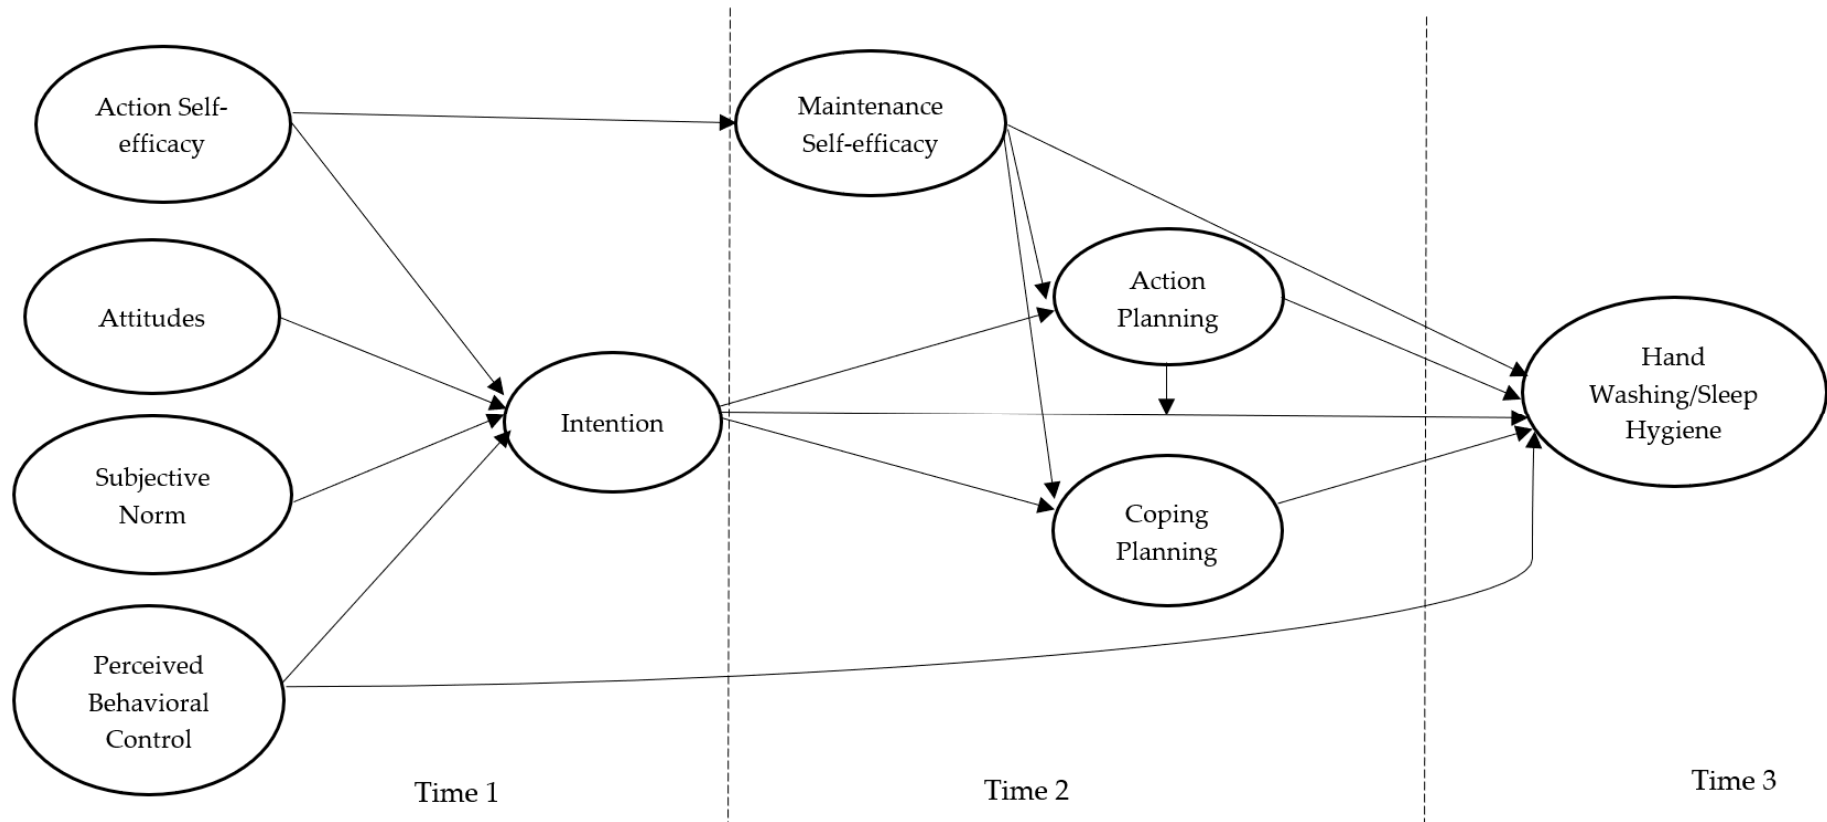 Action Self-
efficacy
Maintenance
Self-efficacy
Attitudes
Action
Planning
Intention
Hand
Washing/Sleep
Hygiene
Subjective
Norm
Coping
Planning
Perceived
Behavioral
Control
Time 1
Time 2
Time 3